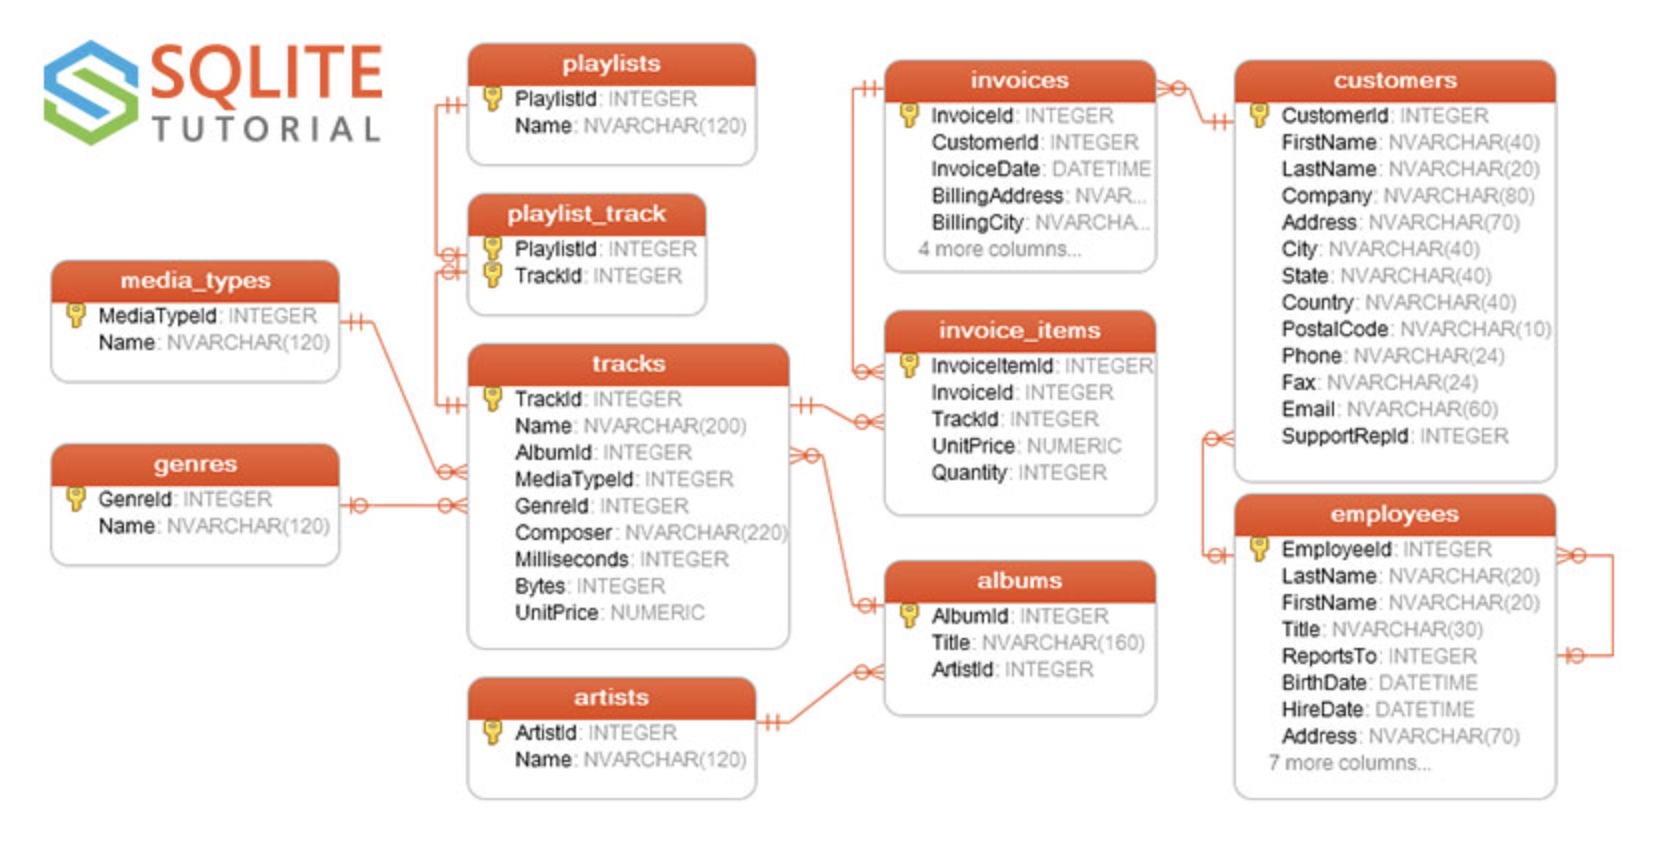 SQLITE
TUTORIAL
playlists
PlaylistId: INTEGER
Name: NVARCHAR(120)
playlist_track
PlaylistId: INTEGER
TrackId: INTEGER
media_types
MediaTypeId: INTEGER
Name: NVARCHAR(120)
genres
GenreId: INTEGER
Name: NVARCHAR(120)
tracks
TrackId: INTEGER
Name: NVARCHAR(200)
AlbumId: INTEGER
MediaTypeId: INTEGER
GenreId: INTEGER
Composer: NVARCHAR(220)
Milliseconds: INTEGER
Bytes: INTEGER
UnitPrice: NUMERIC
artists
ArtistId: INTEGER
Name: NVARCHAR(120)
invoices
InvoiceId: INTEGER
CustomerId: INTEGER
InvoiceDate: DATETIME
BillingAddress: NVAR...
BillingCity: NVARCHA...
4 more columns...
invoice_items
InvoiceItemId: INTEGER
InvoiceId: INTEGER
TrackId: INTEGER
UnitPrice: NUMERIC
Quantity: INTEGER
albums
AlbumId: INTEGER
Title: NVARCHAR(160)
ArtistId: INTEGER
customers
CustomerId: INTEGER
FirstName: NVARCHAR(40)
LastName: NVARCHAR(20)
Company: NVARCHAR(80)
Address: NVARCHAR(70)
City: NVARCHAR(40)
State: NVARCHAR(40)
Country: NVARCHAR(40)
PostalCode: NVARCHAR(10)
Phone: NVARCHAR(24)
Fax: NVARCHAR(24)
Email: NVARCHAR(60)
SupportRepId: INTEGER
employees
EmployeeId: INTEGER
LastName: NVARCHAR(20)
FirstName: NVARCHAR(20)
Title: NVARCHAR(30)
ReportsTo: INTEGER
BirthDate: DATETIME
HireDate: DATETIME
Address: NVARCHAR(70)
7 more columns...